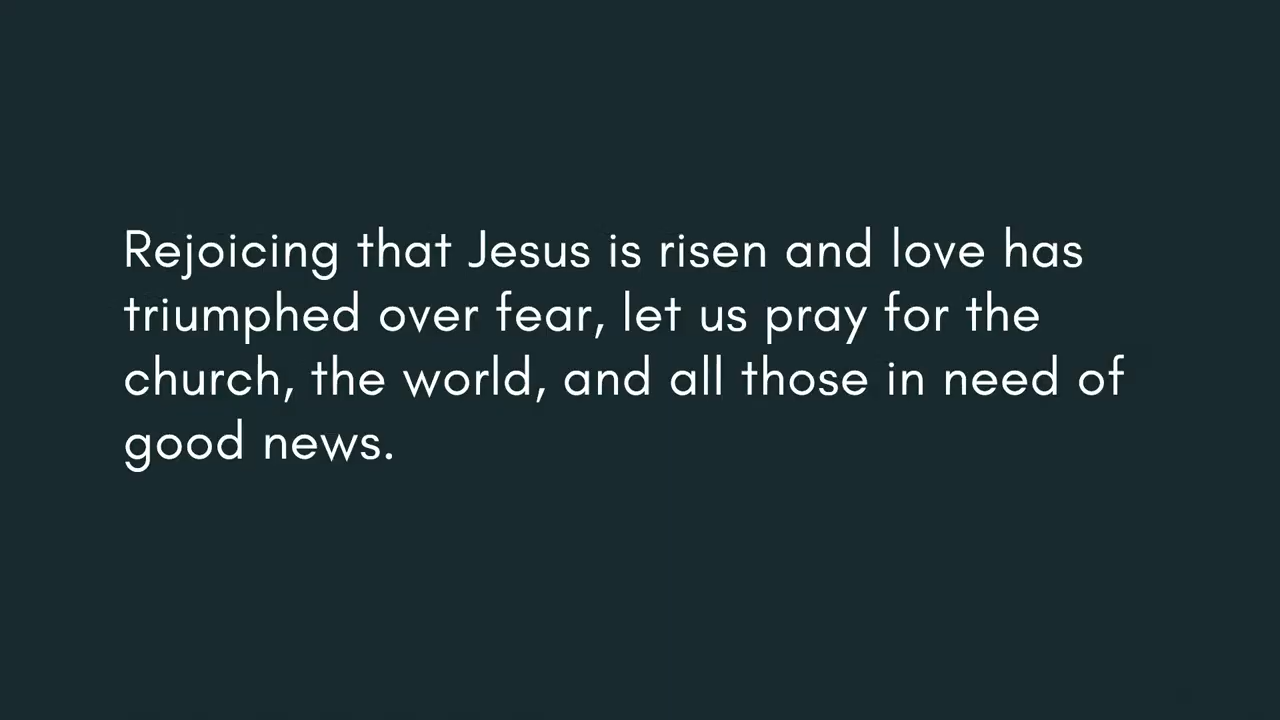 Rejoicing that Jesus is risen and love has
triumphed over fear, let us pray for the
church, the world, and all those in need of
good news.